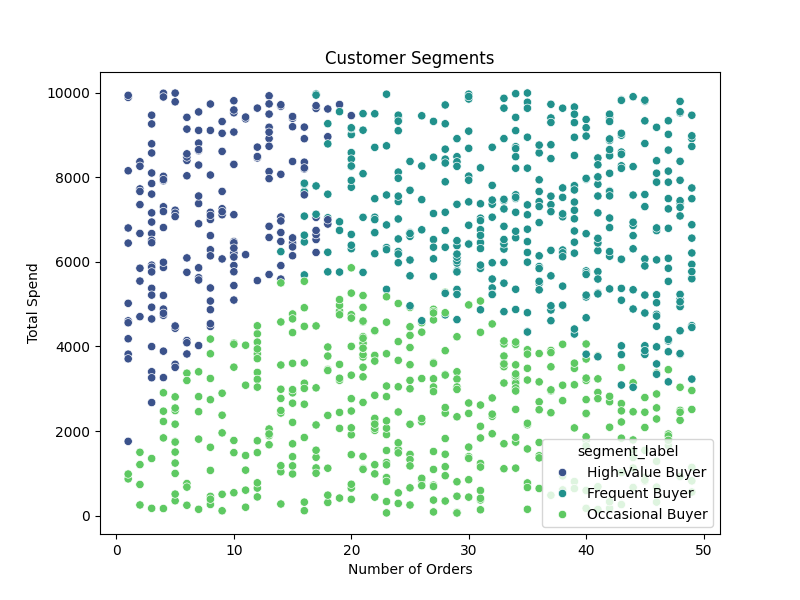 Customer Segments
10000
8000
6000
4000
2000
0
Total Spend
segment_label
High-Value Buyer
Frequent Buyer
Occasional Buyer
0 10 20 30 40 50
Number of Orders